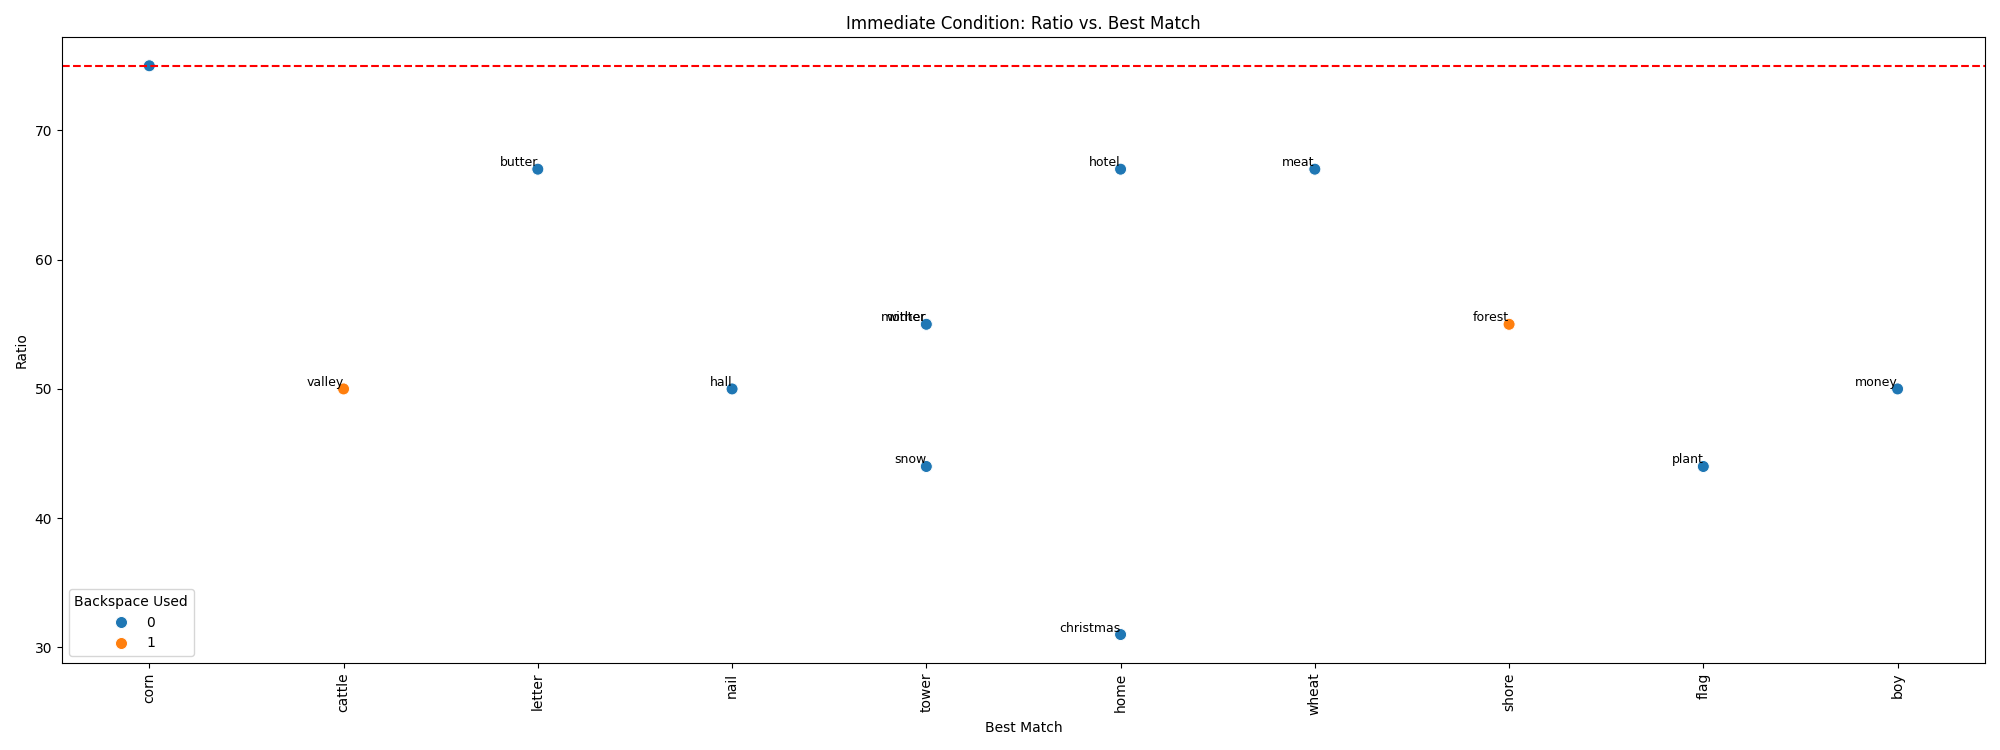 Immediate Condition: Ratio vs. Best Match
Ratio
70
60
50
40
30
butter
hotel
meat
winter
forest
valley
hall
money
snow
plant
christmas
Backspace Used
0
1
corn
cattle
letter
nail
tower
home
wheat
shore
flag
boy
Best Match